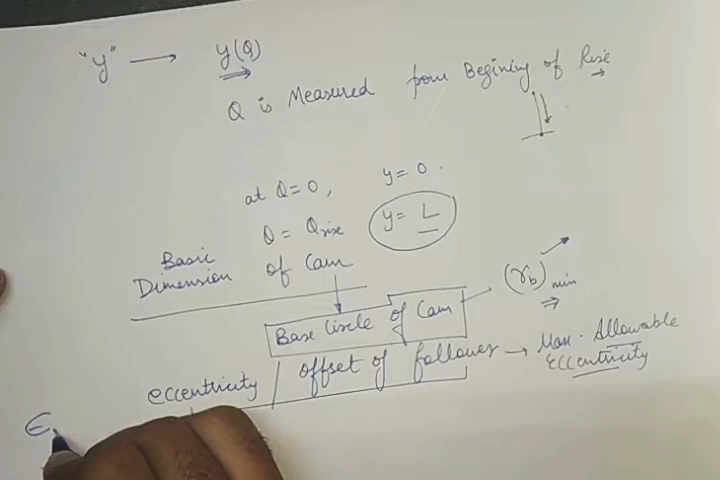 "y" → y(Q)
Q is Measured from Begining of Rise
at Q=0, y=0.
Q = Qrise y = L
Basic Dimension of Cam
Base Circle of Cam (rb)min
eccentricity / offset of follower → Max. Allowable
Eccentricity
E